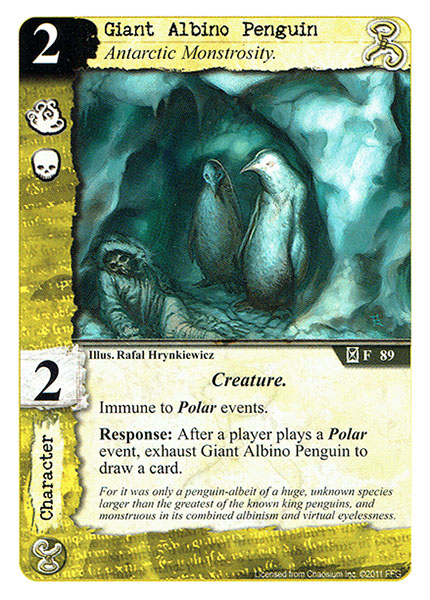 2
Giant Albino Penguin
Antarctic Monstrosity.
Illus. Rafal Hrynkiewicz
F 89
2
Character
Creature.
Immune to Polar events.
Response: After a player plays a Polar
event, exhaust Giant Albino Penguin to
draw a card.
For it was only a penguin-albeit of a huge, unknown species
larger than the greatest of the known king penguins, and
monstruous in its combined albinism and virtual eyelessness.
Licensed from Chaosium Inc. ©2011 FFG